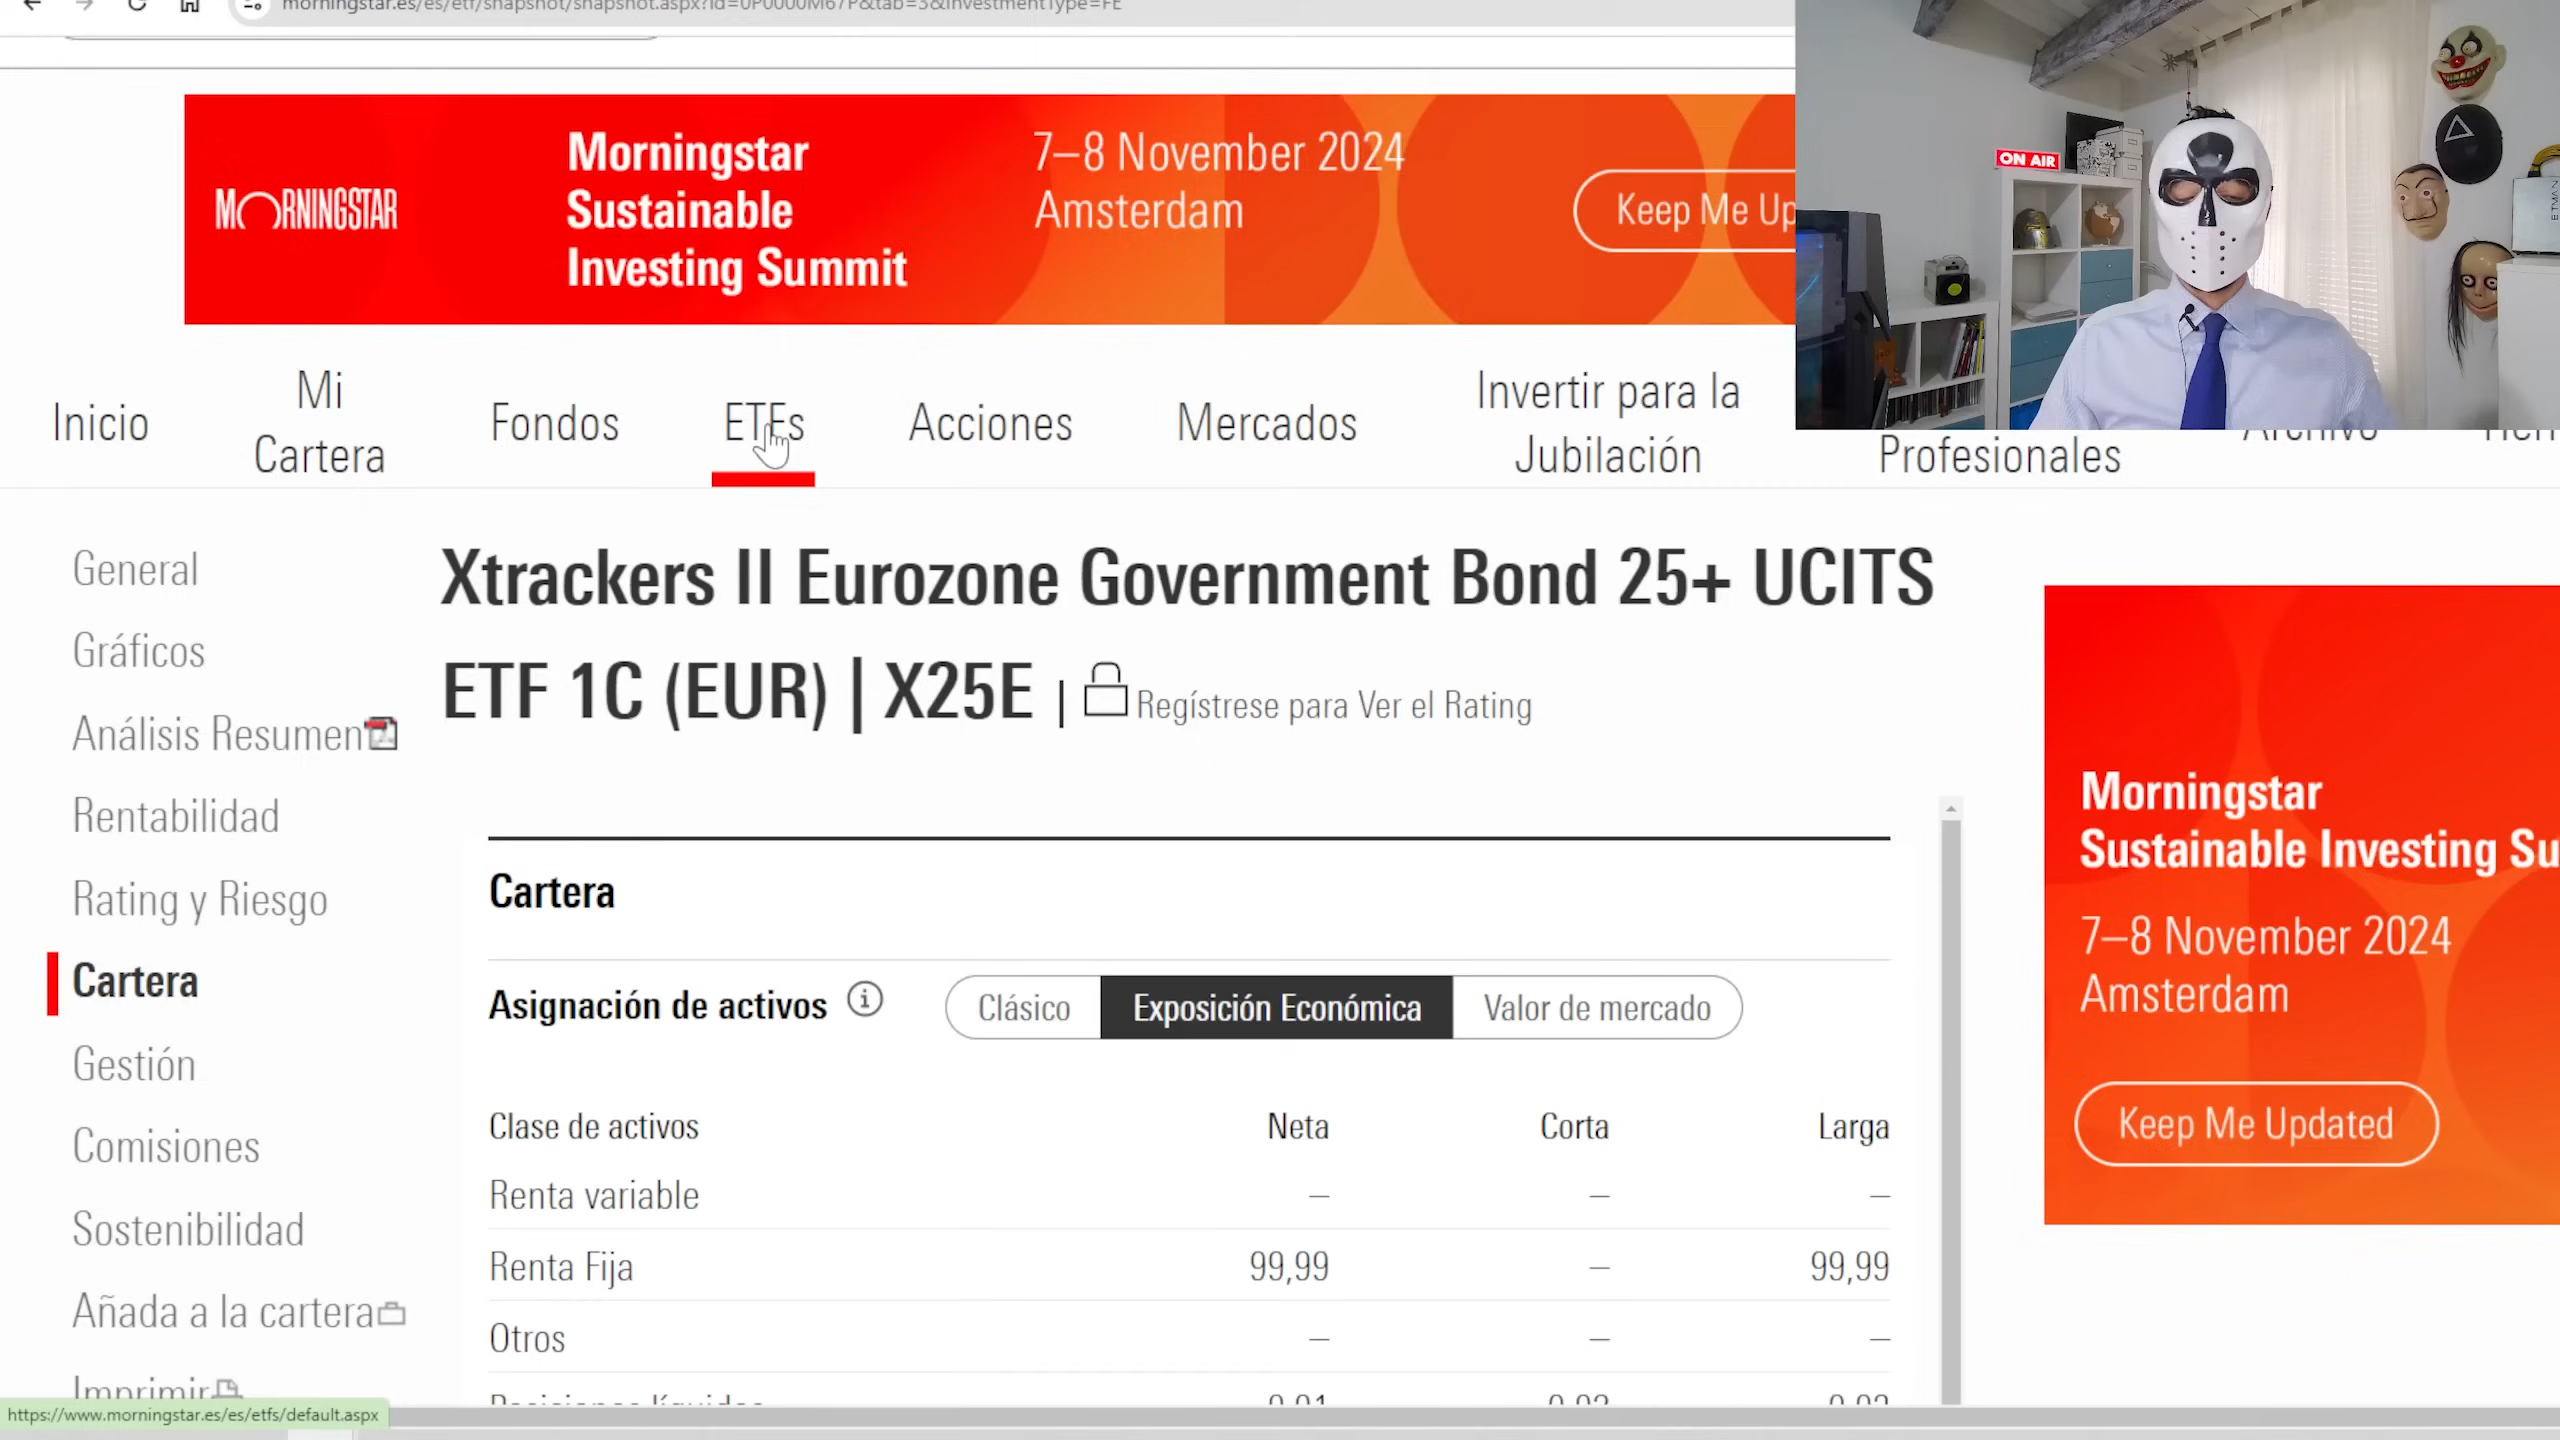 morningstar.es/es/etf/snapshot/snapshot.aspx?id=0P0000M67P&tab=3&InvestmentType=FE
MORNINGSTAR
Morningstar
Sustainable
Investing Summit
7–8 November 2024
Amsterdam
Keep Me Up
ON AIR
Inicio
Mi
Cartera
Fondos
ETFs
Acciones
Mercados
Invertir para la
Jubilación
Profesionales
Archivo
General
Gráficos
Análisis Resumen
Rentabilidad
Rating y Riesgo
Cartera
Gestión
Comisiones
Sostenibilidad
Añada a la cartera
Imprimir
Xtrackers II Eurozone Government Bond 25+ UCITS
ETF 1C (EUR) | X25E | Regístrese para Ver el Rating
Cartera
Asignación de activos
Clásico Exposición Económica Valor de mercado
Clase de activos Neta Corta Larga
Renta variable – – –
Renta Fija 99,99 – 99,99
Otros – – –
Morningstar
Sustainable Investing Su
7–8 November 2024
Amsterdam
Keep Me Updated
https://www.morningstar.es/es/etfs/default.aspx